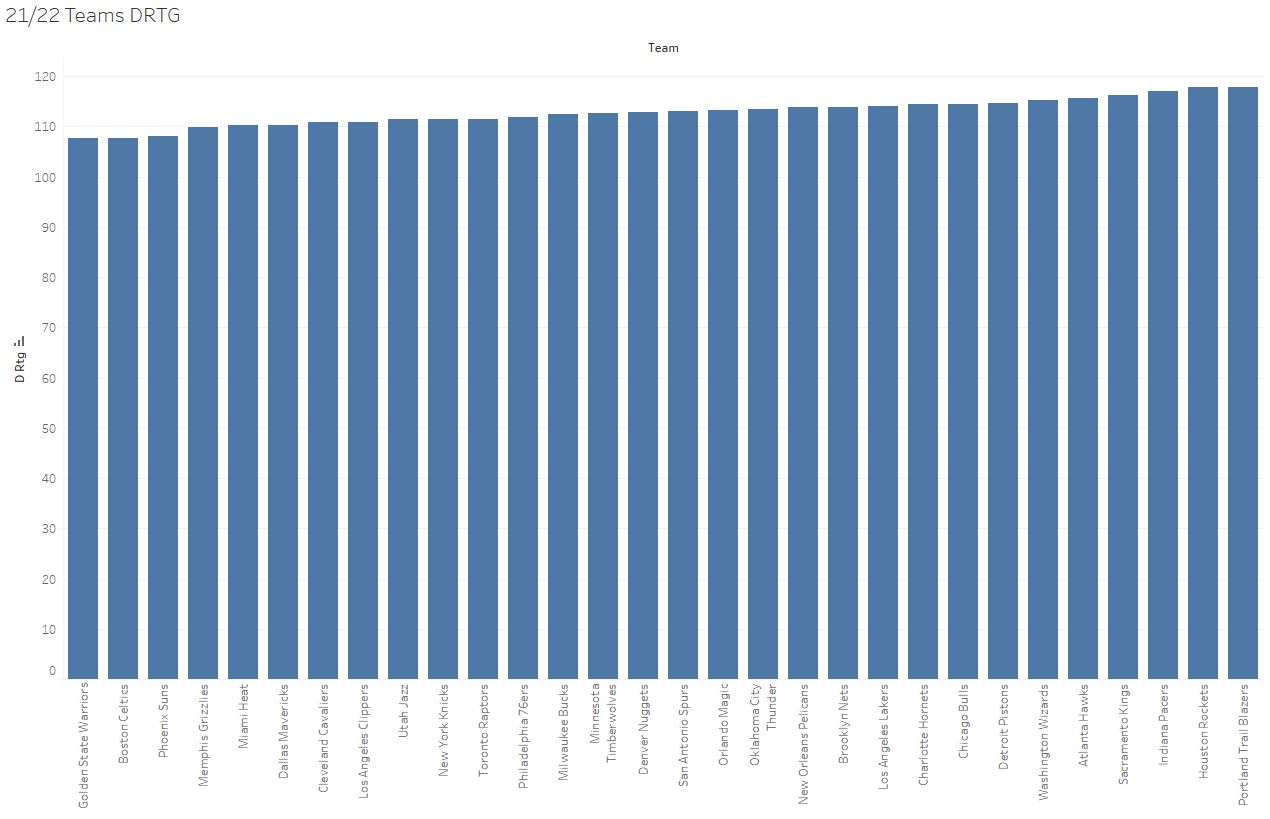 21/22 Teams DRTG
Team
120
110
100
90
80
70
60
50
40
30
20
10
0
D Rtg
Golden State Warriors
Boston Celtics
Phoenix Suns
Memphis Grizzlies
Miami Heat
Dallas Mavericks
Cleveland Cavaliers
Los Angeles Clippers
Utah Jazz
New York Knicks
Toronto Raptors
Philadelphia 76ers
Milwaukee Bucks
Minnesota
Timberwolves
Denver Nuggets
San Antonio Spurs
Orlando Magic
Oklahoma City
Thunder
New Orleans Pelicans
Brooklyn Nets
Los Angeles Lakers
Charlotte Hornets
Chicago Bulls
Detroit Pistons
Washington Wizards
Atlanta Hawks
Sacramento Kings
Indiana Pacers
Houston Rockets
Portland Trail Blazers